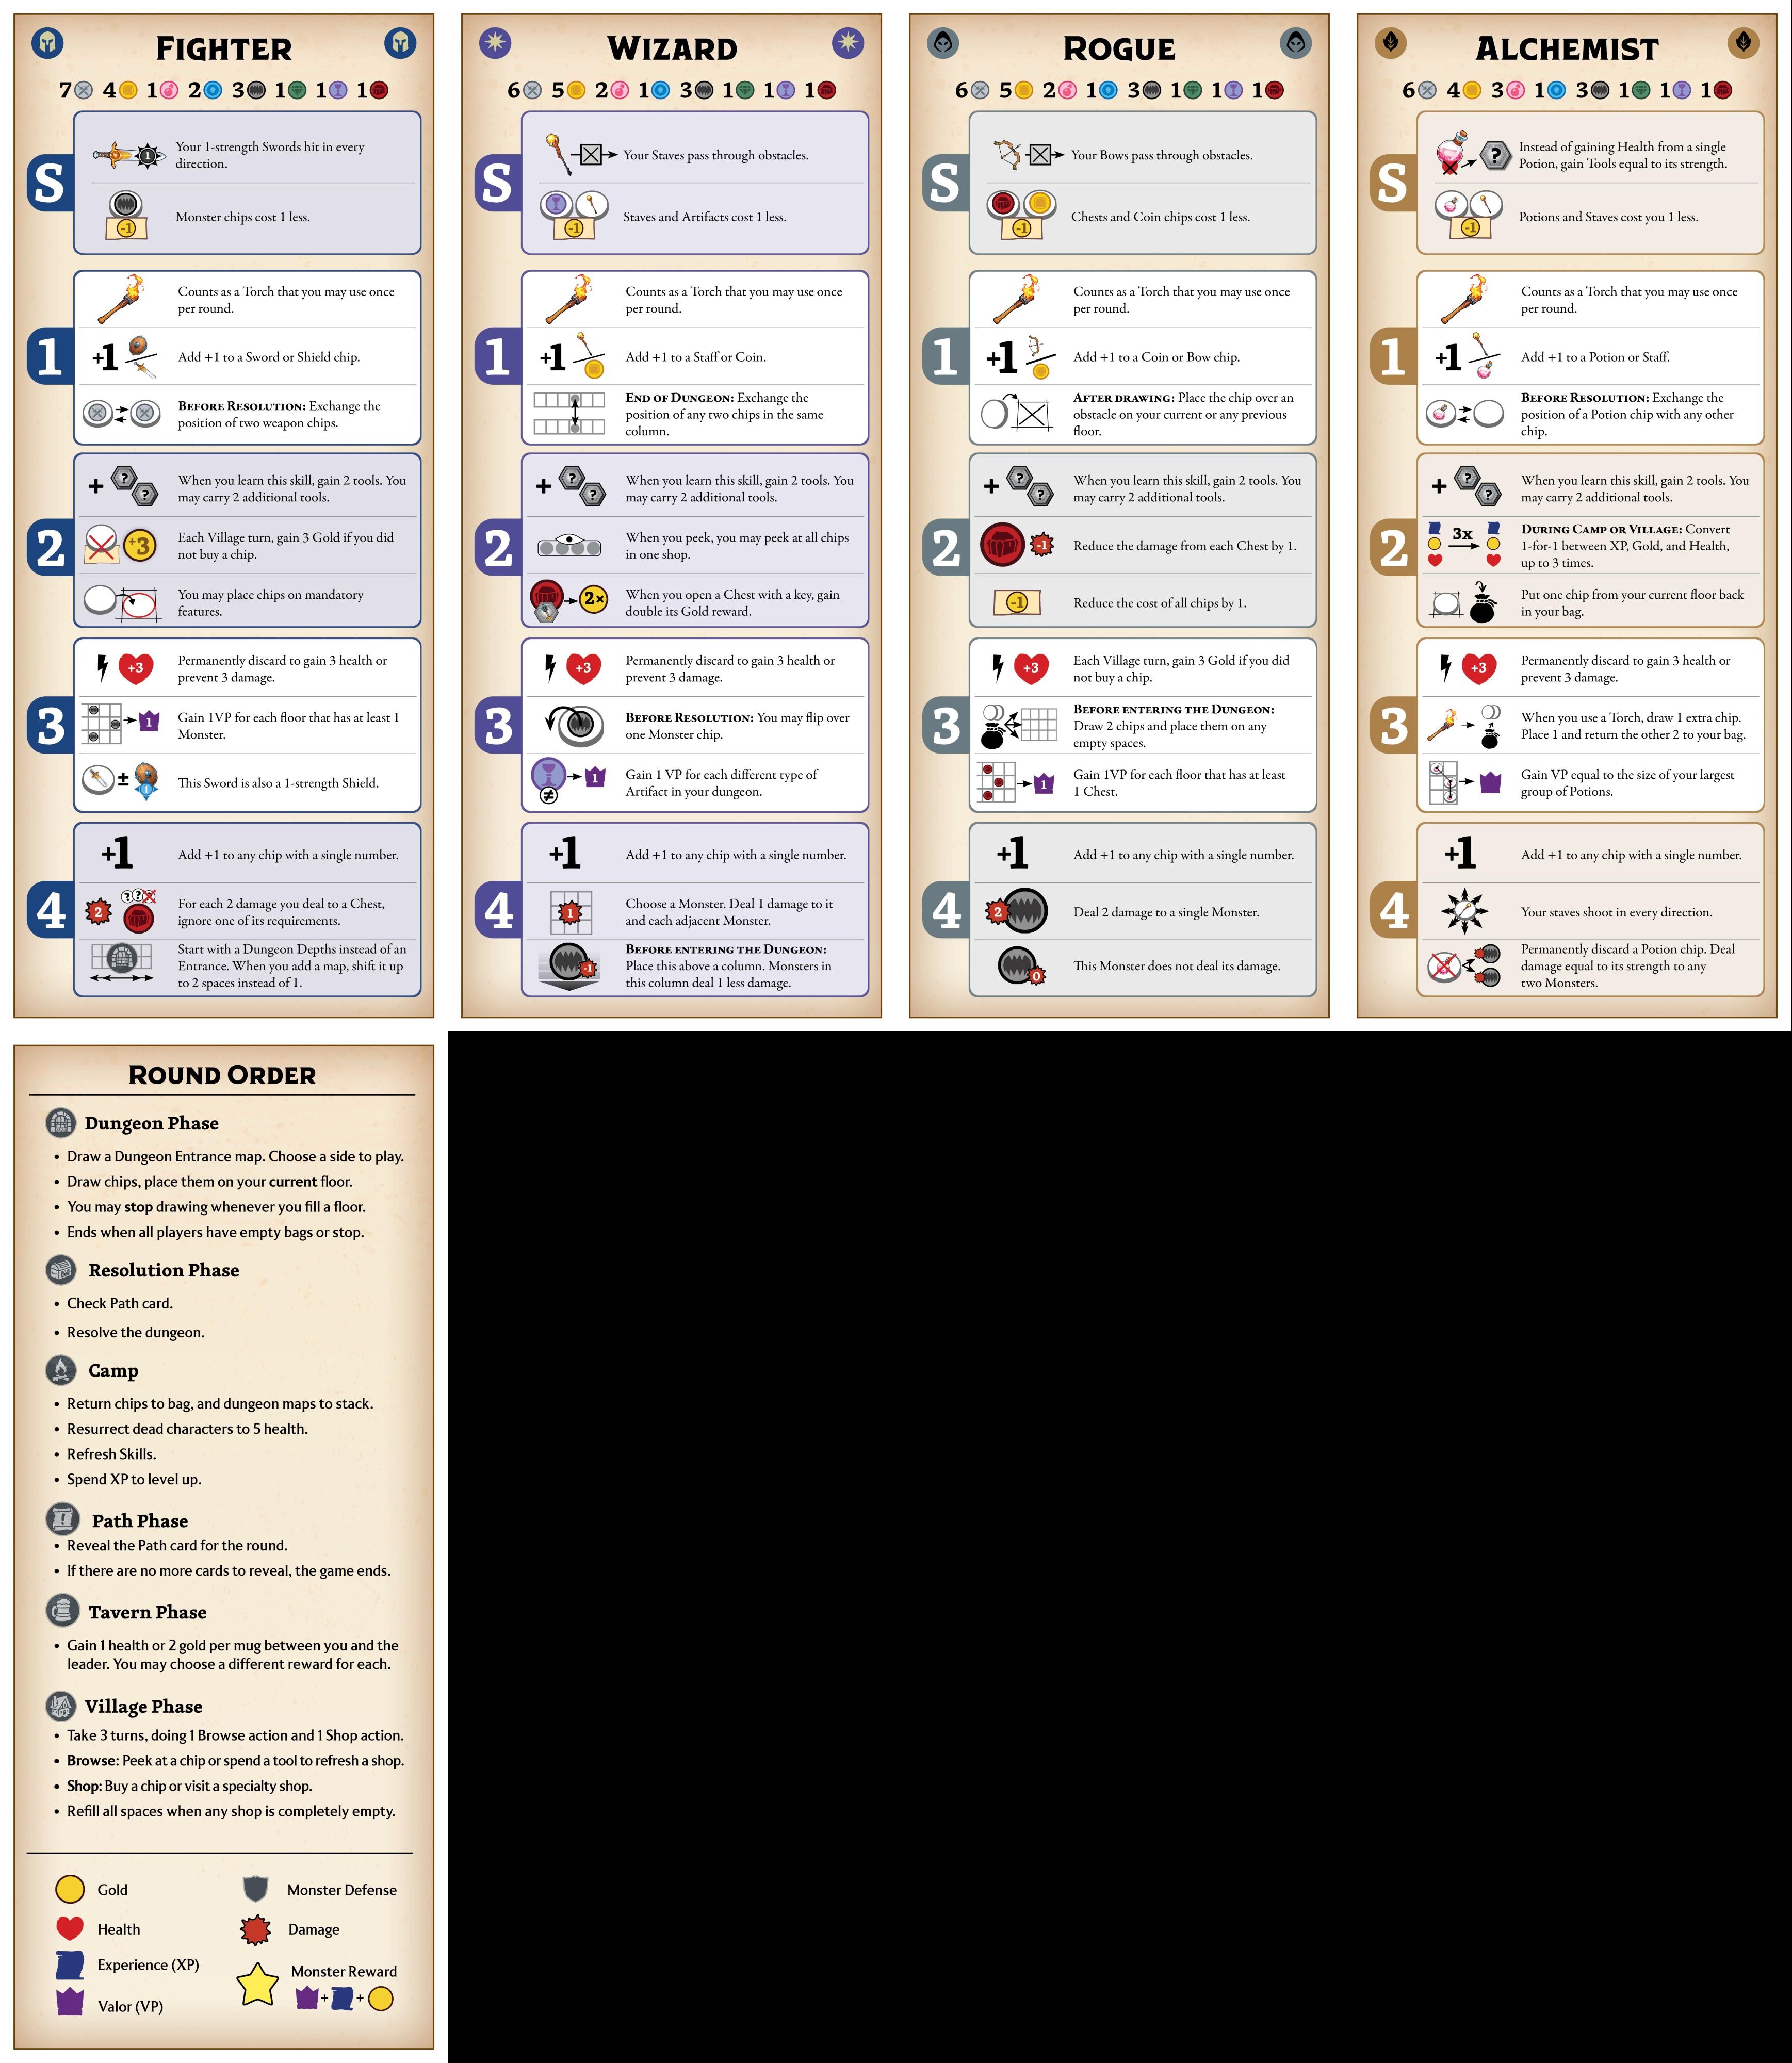 FIGHTER
7 4 1 2 3 1 1 1
S
1
Your 1-strength Swords hit in every
direction.
-1
Monster chips cost 1 less.
1
Counts as a Torch that you may use once
per round.
+1
Add +1 to a Sword or Shield chip.
BEFORE RESOLUTION: Exchange the
position of two weapon chips.
2
+ ? ?
When you learn this skill, gain 2 tools. You
may carry 2 additional tools.
+3
Each Village turn, gain 3 Gold if you did
not buy a chip.
You may place chips on mandatory
features.
3
+3
Permanently discard to gain 3 health or
prevent 3 damage.
1
Gain 1VP for each floor that has at least 1
Monster.
± 1
This Sword is also a 1-strength Shield.
4
+1
Add +1 to any chip with a single number.
2 ? ? ?
For each 2 damage you deal to a Chest,
ignore one of its requirements.
Start with a Dungeon Depths instead of an
Entrance. When you add a map, shift it up
to 2 spaces instead of 1.
WIZARD
6 5 2 1 3 1 1 1
S
Your Staves pass through obstacles.
-1
Staves and Artifacts cost 1 less.
1
Counts as a Torch that you may use once
per round.
+1
Add +1 to a Staff or Coin.
END OF DUNGEON: Exchange the
position of any two chips in the same
column.
2
+ ? ?
When you learn this skill, gain 2 tools. You
may carry 2 additional tools.
When you peek, you may peek at all chips
in one shop.
2×
When you open a Chest with a key, gain
double its Gold reward.
3
+3
Permanently discard to gain 3 health or
prevent 3 damage.
BEFORE RESOLUTION: You may flip over
one Monster chip.
≠ 1
Gain 1 VP for each different type of
Artifact in your dungeon.
4
+1
Add +1 to any chip with a single number.
1
Choose a Monster. Deal 1 damage to it
and each adjacent Monster.
-1
BEFORE ENTERING THE DUNGEON:
Place this above a column. Monsters in
this column deal 1 less damage.
ROGUE
6 5 2 1 3 1 1 1
S
Your Bows pass through obstacles.
-1
Chests and Coin chips cost 1 less.
1
Counts as a Torch that you may use once
per round.
+1
Add +1 to a Coin or Bow chip.
AFTER DRAWING: Place the chip over an
obstacle on your current or any previous
floor.
2
+ ? ?
When you learn this skill, gain 2 tools. You
may carry 2 additional tools.
-1
Reduce the damage from each Chest by 1.
-1
Reduce the cost of all chips by 1.
3
+3
Each Village turn, gain 3 Gold if you did
not buy a chip.
BEFORE ENTERING THE DUNGEON:
Draw 2 chips and place them on any
empty spaces.
1
Gain 1VP for each floor that has at least
1 Chest.
4
+1
Add +1 to any chip with a single number.
2
Deal 2 damage to a single Monster.
0
This Monster does not deal its damage.
ALCHEMIST
6 4 3 1 3 1 1 1
S
?
Instead of gaining Health from a single
Potion, gain Tools equal to its strength.
-1
Potions and Staves cost you 1 less.
1
Counts as a Torch that you may use once
per round.
+1
Add +1 to a Potion or Staff.
BEFORE RESOLUTION: Exchange the
position of a Potion chip with any other
chip.
2
+ ? ?
When you learn this skill, gain 2 tools. You
may carry 2 additional tools.
3x
DURING CAMP OR VILLAGE: Convert
1-for-1 between XP, Gold, and Health,
up to 3 times.
Put one chip from your current floor back
in your bag.
3
+3
Permanently discard to gain 3 health or
prevent 3 damage.
When you use a Torch, draw 1 extra chip.
Place 1 and return the other 2 to your bag.
Gain VP equal to the size of your largest
group of Potions.
4
+1
Add +1 to any chip with a single number.
Your staves shoot in every direction.
Permanently discard a Potion chip. Deal
damage equal to its strength to any
two Monsters.
ROUND ORDER
Dungeon Phase
• Draw a Dungeon Entrance map. Choose a side to play.
• Draw chips, place them on your current floor.
• You may stop drawing whenever you fill a floor.
• Ends when all players have empty bags or stop.
Resolution Phase
• Check Path card.
• Resolve the dungeon.
Camp
• Return chips to bag, and dungeon maps to stack.
• Resurrect dead characters to 5 health.
• Refresh Skills.
• Spend XP to level up.
Path Phase
• Reveal the Path card for the round.
• If there are no more cards to reveal, the game ends.
Tavern Phase
• Gain 1 health or 2 gold per mug between you and the
leader. You may choose a different reward for each.
Village Phase
• Take 3 turns, doing 1 Browse action and 1 Shop action.
• Browse: Peek at a chip or spend a tool to refresh a shop.
• Shop: Buy a chip or visit a specialty shop.
• Refill all spaces when any shop is completely empty.
Gold
Health
Experience (XP)
Valor (VP)
Monster Defense
Damage
Monster Reward
+ +